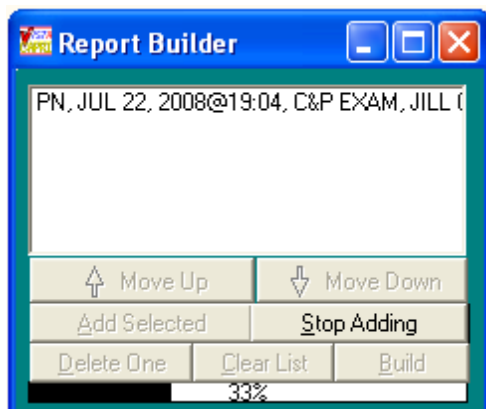 Report Builder
PN, JUL 22, 2008@19:04, C&P EXAM, JILL
Move Up Move Down
Add Selected Stop Adding
Delete One Clear List Build
33%